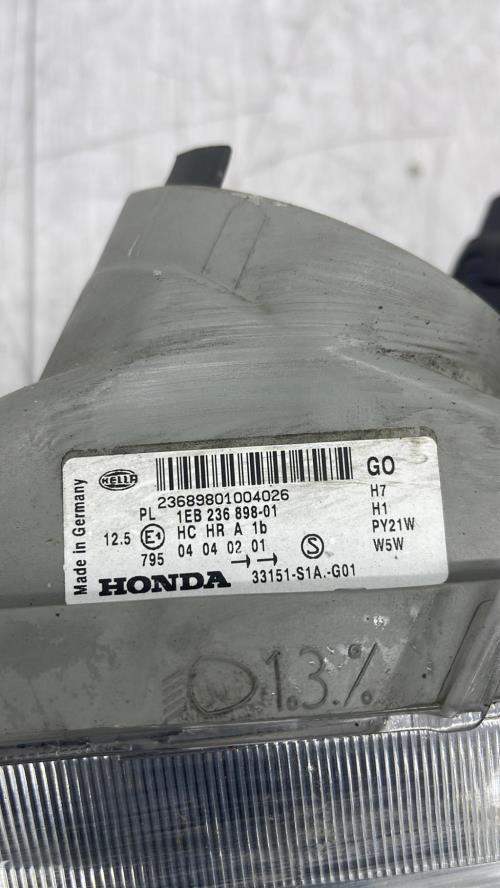 Made in Germany
HELLA
23689801004026
GO
PL 1EB 236 898-01
H7
12.5 E1 HC HR A 1b
H1
795 04 04 02 01 S
PY21W
W5W
→→
HONDA 33151-S1A.-G01
1.3%